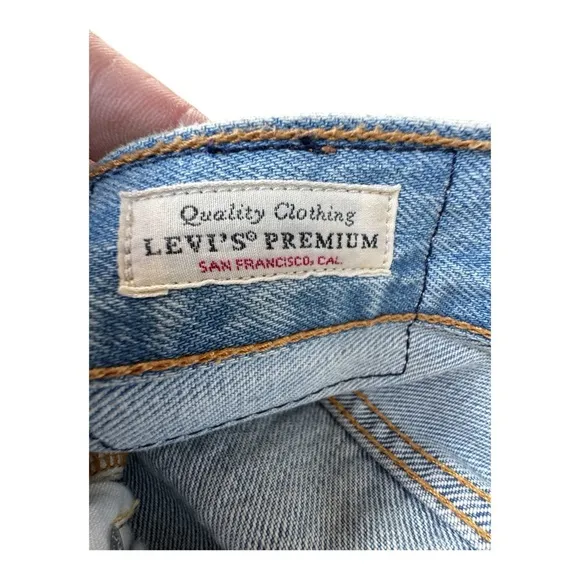 Quality Clothing
LEVI'S® PREMIUM
SAN FRANCISCO, CAL.